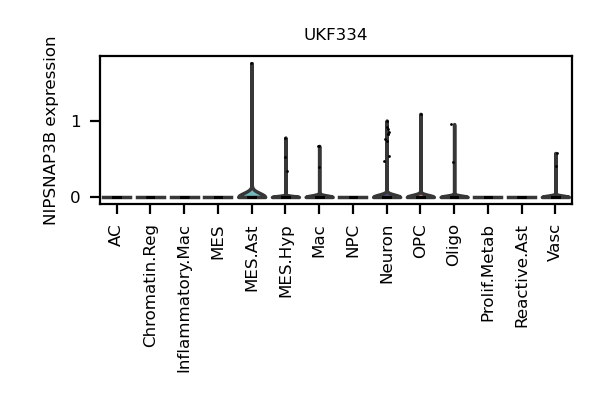 UKF334
NIPSNAP3B expression
1
0
AC
Chromatin.Reg
Inflammatory.Mac
MES
MES.Ast
MES.Hyp
Mac
NPC
Neuron
OPC
Oligo
Prolif.Metab
Reactive.Ast
Vasc